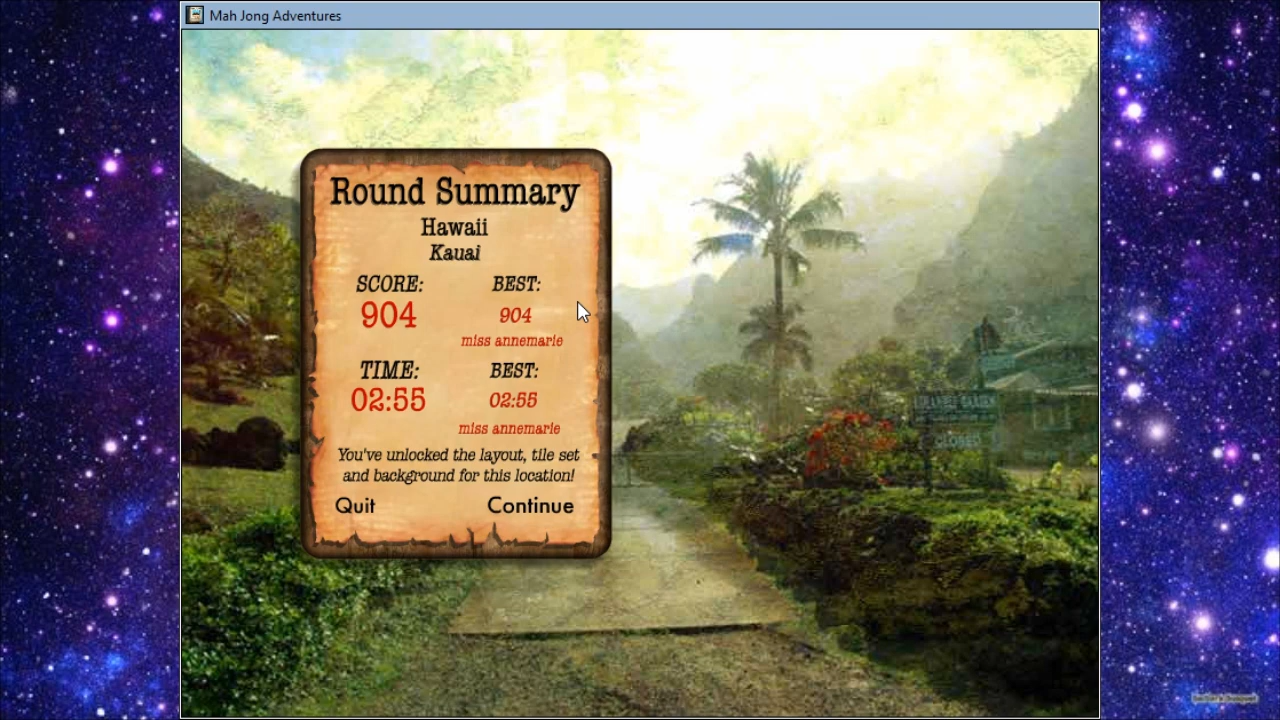 Mah Jong Adventures
Round Summary
Hawaii
Kauai
SCORE: BEST:
904 904
miss annemarie
TIME: BEST:
02:55 02:55
miss annemarie
You've unlocked the layout, tile set
and background for this location!
Quit Continue
CLOSED